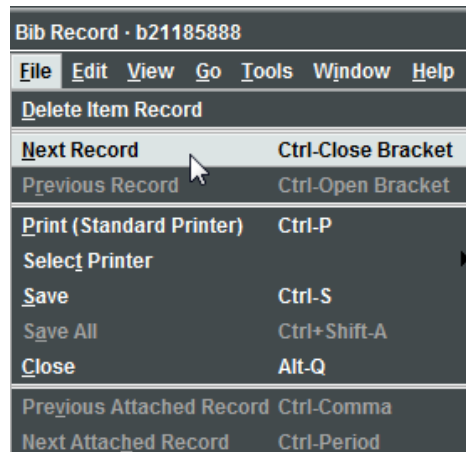 Bib Record · b21185888
File Edit View Go Tools Window Help
Delete Item Record
Next Record Ctrl-Close Bracket
Previous Record Ctrl-Open Bracket
Print (Standard Printer) Ctrl-P
Select Printer
Save Ctrl-S
Save All Ctrl+Shift-A
Close Alt-Q
Previous Attached Record Ctrl-Comma
Next Attached Record Ctrl-Period